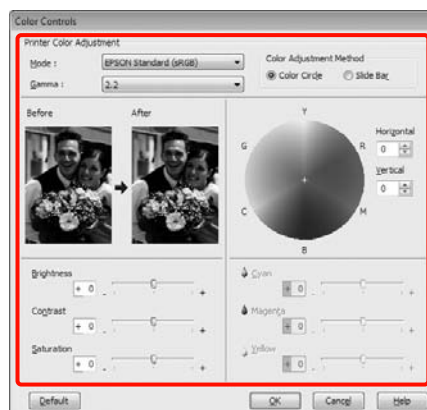 Color Controls
Printer Color Adjustment
Mode :
EPSON Standard (sRGB)
Gamma :
2.2
Color Adjustment Method
Color Circle
Slide Bar
Before
After
Y
G
R
C
M
B
Horizontal
0
Vertical
0
Brightness
+ 0
- +
Contrast
+ 0
- +
Saturation
+ 0
- +
Cyan
+ 0
- +
Magenta
+ 0
- +
Yellow
+ 0
- +
Default
OK
Cancel
Help